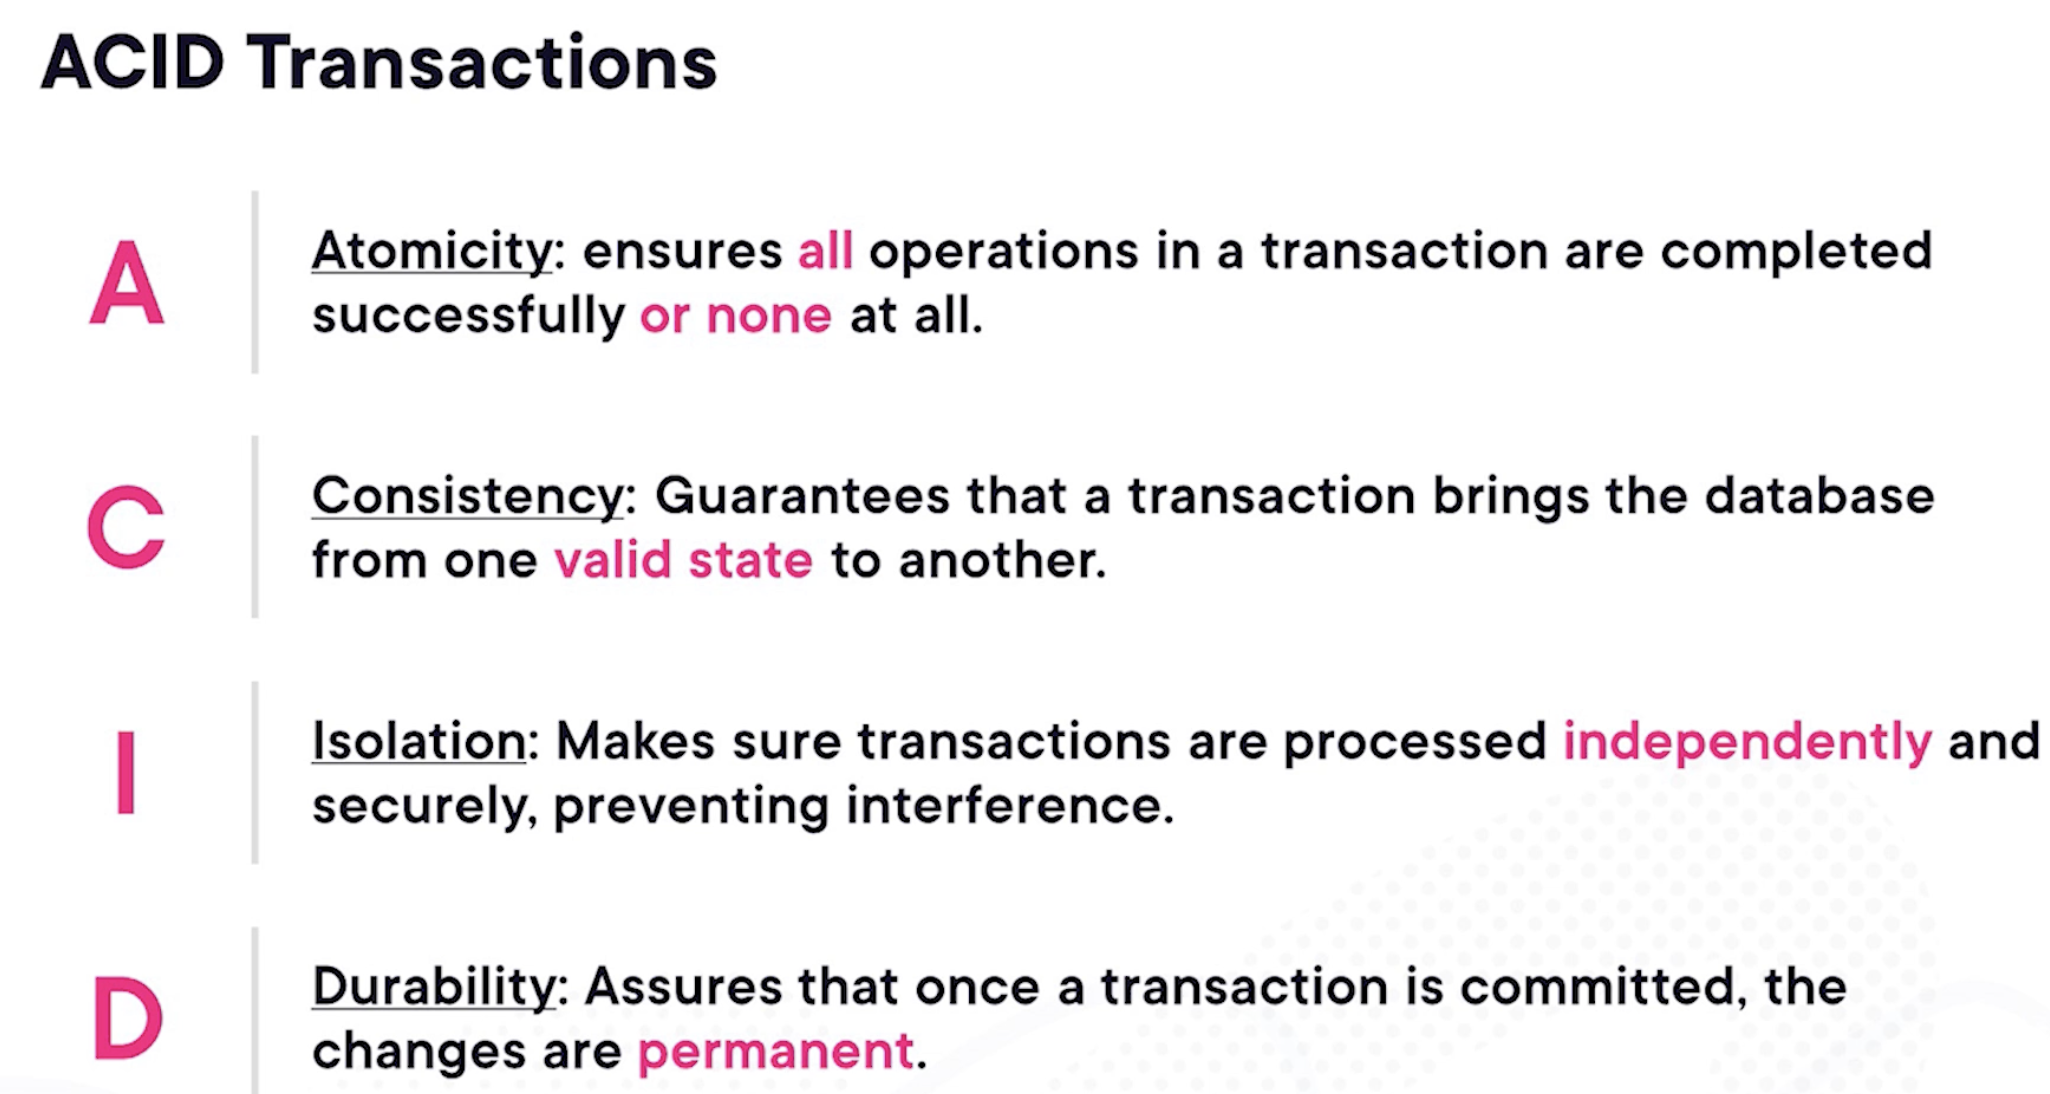 ACID Transactions
A
Atomicity: ensures all operations in a transaction are completed
successfully or none at all.
C
Consistency: Guarantees that a transaction brings the database
from one valid state to another.
I
Isolation: Makes sure transactions are processed independently and
securely, preventing interference.
D
Durability: Assures that once a transaction is committed, the
changes are permanent.